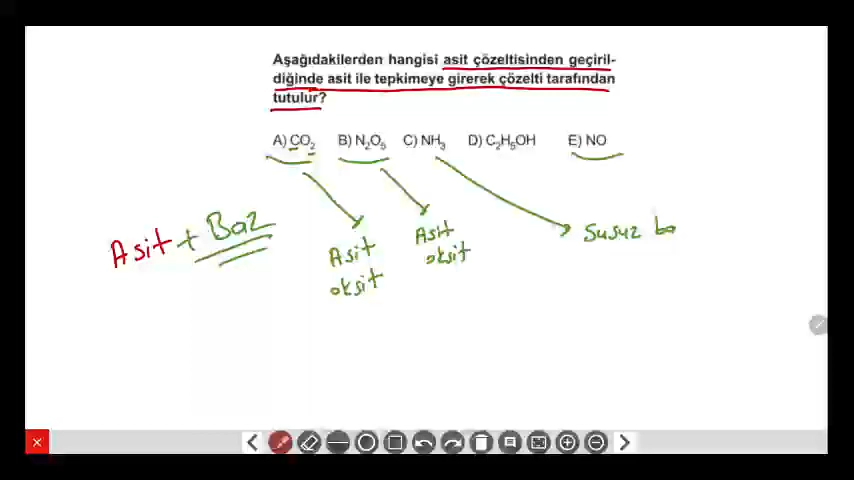 Aşağıdakilerden hangisi asit çözeltisinden geçiril-
diğinde asit ile tepkimeye girerek çözelti tarafından
tutulur?
A) CO₂ B) N₂O₅ C) NH₃ D) C₂H₅OH E) NO
Asit + Baz
Asit
oksit
Asit
oksit
Susuz ba